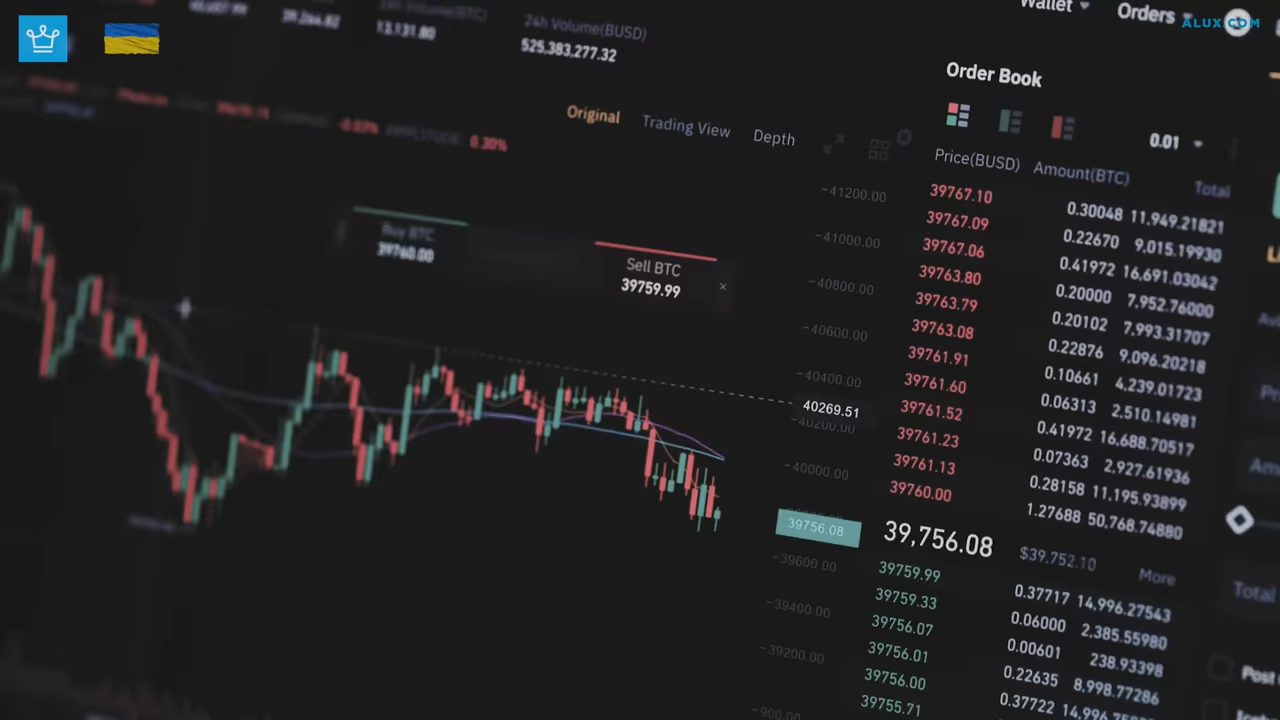 Wallet
Orders
ALUX.COM
24h Volume(BUSD)
525,383,277.32
Order Book
Original
Trading View
Depth
0.30%
0.01
Price(BUSD) Amount(BTC) Total
39767.10 0.30048 11,949.21821
39767.09 0.22670 9,015.19930
39767.06 0.41972 16,691.03042
39763.80 0.20000 7,952.76000
39763.79 0.20102 7,993.31707
39763.08 0.22876 9,096.20218
39761.91 0.10661 4,239.01723
39761.60 0.06313 2,510.14981
39761.52 0.41972 16,688.70517
39761.23 0.07363 2,927.61936
39761.13 0.28158 11,195.93899
39760.00 1.27688 50,768.74880
39,756.08 $39,752.10 More
39759.99 0.37717 14,996.27543
39759.33 0.06000 2,385.55980
39756.07 0.00601 238.93398
39756.01 0.22635 8,998.77286
39756.00 0.37722
39755.71
Buy BTC
39760.00
Sell BTC
39759.99
41200.00
41000.00
40800.00
40600.00
40400.00
40269.51
40200.00
40000.00
39756.08
39600.00
39400.00
39200.00
Total
Post